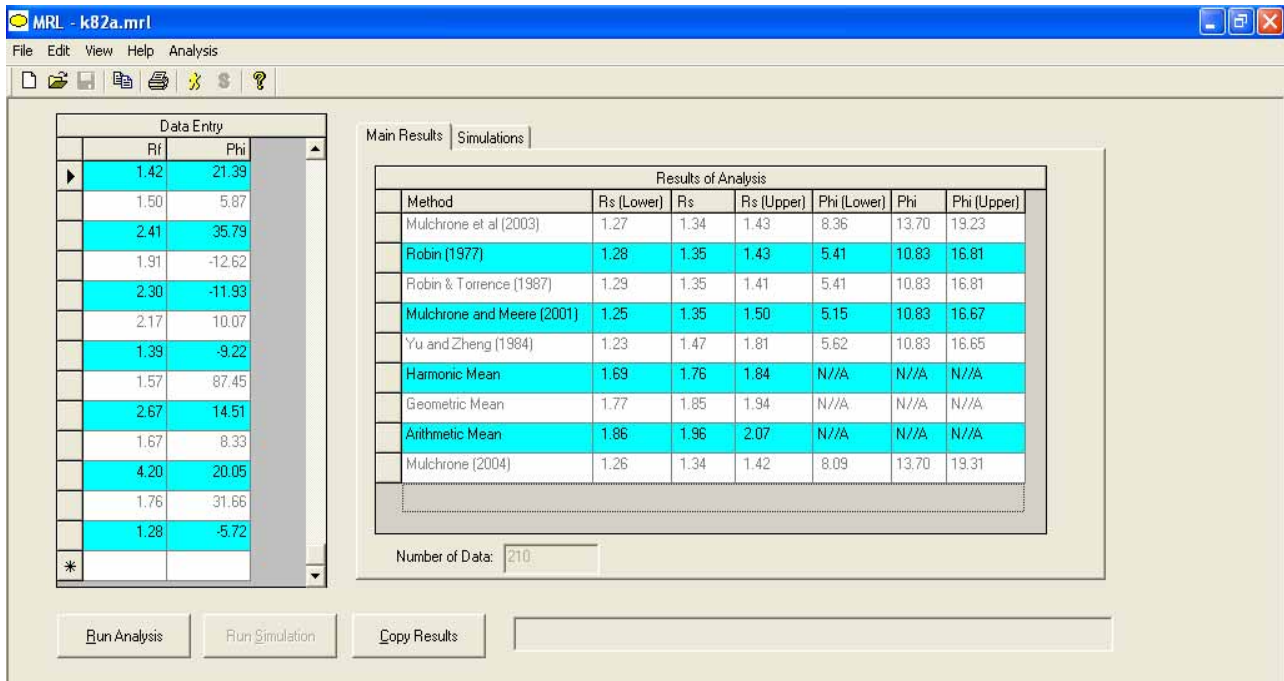 MRL - k82a.mrl
File Edit View Help Analysis
Data Entry
Rf Phi
1.42 21.39
1.50 5.87
2.41 35.79
1.91 -12.62
2.30 -11.93
2.17 10.07
1.39 -9.22
1.57 87.45
2.67 14.51
1.67 8.33
4.20 20.05
1.76 31.66
1.28 -5.72
Main Results Simulations
Results of Analysis
Method Rs (Lower) Rs Rs (Upper) Phi (Lower) Phi Phi (Upper)
Mulchrone et al (2003) 1.27 1.34 1.43 8.36 13.70 19.23
Robin (1977) 1.28 1.35 1.43 5.41 10.83 16.81
Robin & Torrence (1987) 1.29 1.35 1.41 5.41 10.83 16.81
Mulchrone and Meere (2001) 1.25 1.35 1.50 5.15 10.83 16.67
Yu and Zheng (1984) 1.23 1.47 1.81 5.62 10.83 16.65
Harmonic Mean 1.69 1.76 1.84 N//A N//A N//A
Geometric Mean 1.77 1.85 1.94 N//A N//A N//A
Arithmetic Mean 1.86 1.96 2.07 N//A N//A N//A
Mulchrone (2004) 1.26 1.34 1.42 8.09 13.70 19.31
Number of Data: 210
Run Analysis Run Simulation Copy Results